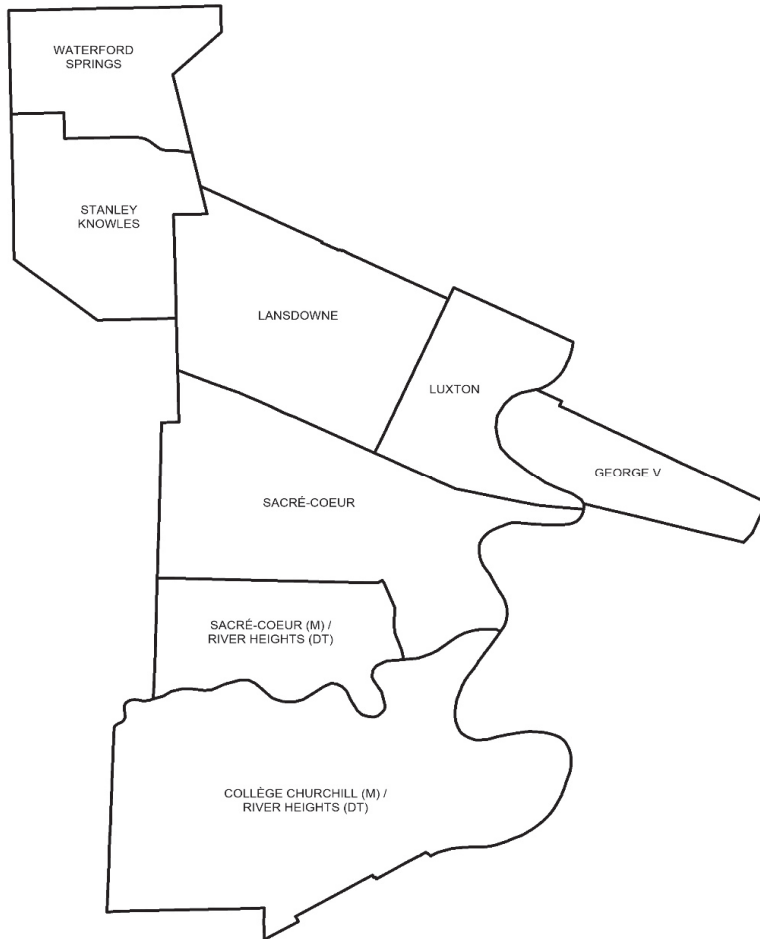 WATERFORD
SPRINGS
STANLEY
KNOWLES
LANSDOWNE
LUXTON
GEORGE V
SACRÉ-COEUR
SACRÉ-COEUR (M) /
RIVER HEIGHTS (DT)
COLLÈGE CHURCHILL (M) /
RIVER HEIGHTS (DT)